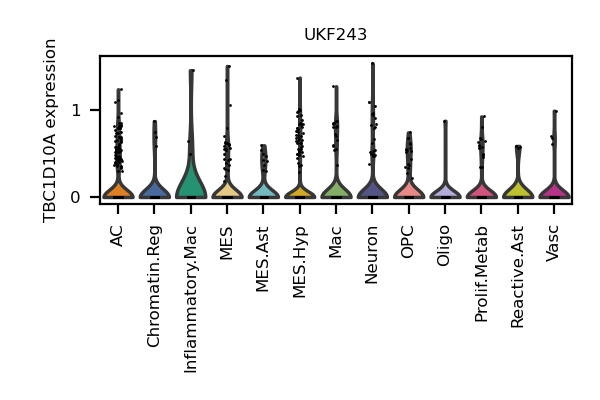 UKF243
TBC1D10A expression
1
0
AC
Chromatin.Reg
Inflammatory.Mac
MES
MES.Ast
MES.Hyp
Mac
Neuron
OPC
Oligo
Prolif.Metab
Reactive.Ast
Vasc